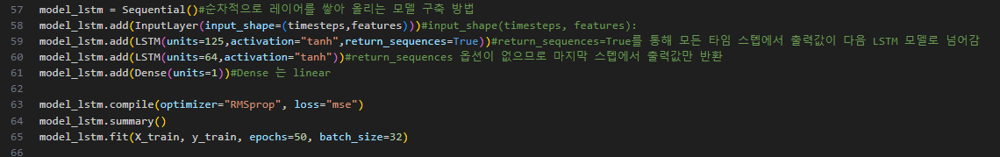 57 model_lstm = Sequential()#순차적으로 레이어를 쌓아 올리는 모델 구축 방법
58 model_lstm.add(InputLayer(input_shape=(timesteps,features)))#input_shape(timesteps, features):
59 model_lstm.add(LSTM(units=125,activation="tanh",return_sequences=True))#return_sequences=True를 통해 모든 타임 스텝에서 출력값이 다음 LSTM 모델로 넘어감
60 model_lstm.add(LSTM(units=64,activation="tanh"))#return_sequences 옵션이 없으므로 마지막 스텝에서 출력값만 반환
61 model_lstm.add(Dense(units=1))#Dense 는 linear
62
63 model_lstm.compile(optimizer="RMSprop", loss="mse")
64 model_lstm.summary()
65 model_lstm.fit(X_train, y_train, epochs=50, batch_size=32)
66